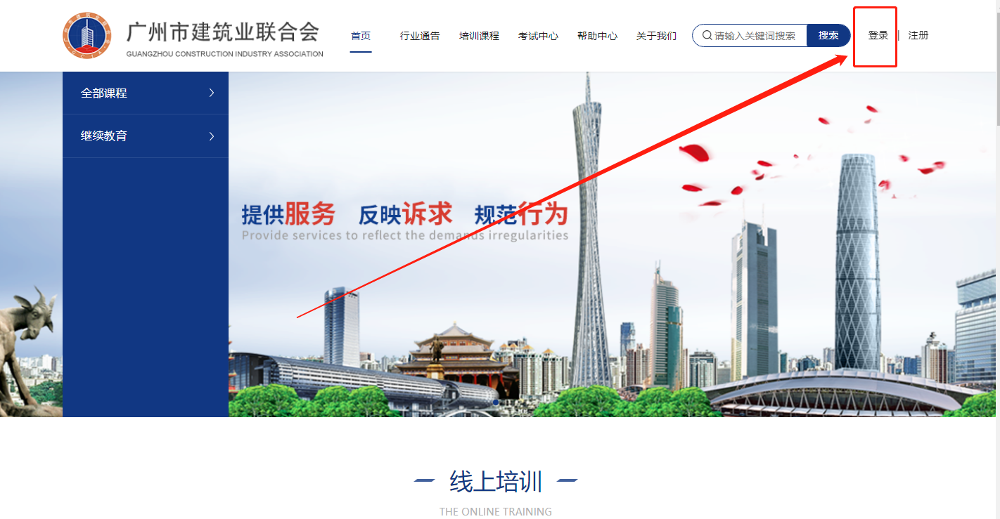 广州市建筑业联合会
GUANGZHOU CONSTRUCTION INDUSTRY ASSOCIATION
首页 行业通告 培训课程 考试中心 帮助中心 关于我们 请输入关键词搜索 搜索 登录 | 注册
全部课程
继续教育
提供服务 反映诉求 规范行为
Provide services to reflect the demands irregularities
线上培训
THE ONLINE TRAINING